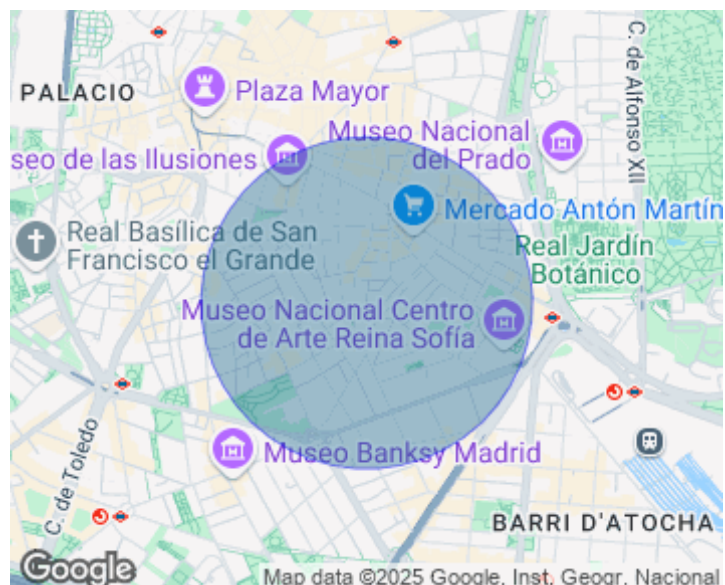 PALACIO
Plaza Mayor
C. de Alfonso XII
Museo Nacional
del Prado
seo de las Ilusiones
Mercado Antón Martín
Real Basílica de San
Francisco el Grande
Real Jardín
Botánico
Museo Nacional Centro
de Arte Reina Sofía
Museo Banksy Madrid
C. de Toledo
BARRI D'ATOCHA
Google
Map data ©2025 Google, Inst. Geogr. Nacional